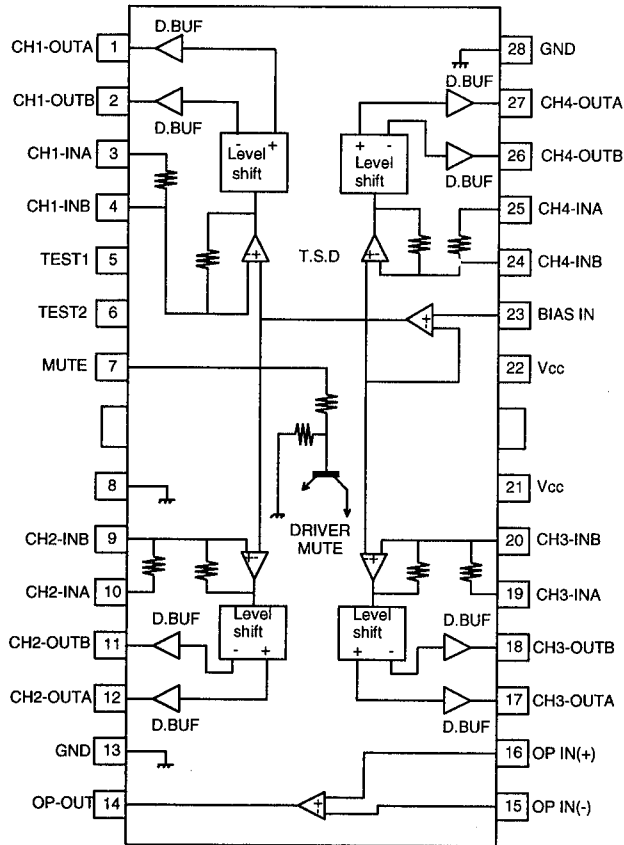 CH1-OUTA 1 D.BUF
CH1-OUTB 2 D.BUF
CH1-INA 3
CH1-INB 4
TEST1 5
TEST2 6
MUTE 7
8
CH2-INB 9
CH2-INA 10
CH2-OUTB 11 D.BUF
CH2-OUTA 12 D.BUF
GND 13
OP-OUT 14
- +
Level
shift
-+
+ -
Level
shift
+-
T.S.D
+
-
DRIVER
MUTE
+-
Level
shift
- +
-+
Level
shift
+ -
+
-
28 GND
D.BUF
27 CH4-OUTA
26 CH4-OUTB
D.BUF
25 CH4-INA
24 CH4-INB
23 BIAS IN
22 Vcc
21 Vcc
20 CH3-INB
19 CH3-INA
D.BUF
18 CH3-OUTB
17 CH3-OUTA
D.BUF
16 OP IN(+)
15 OP IN(-)